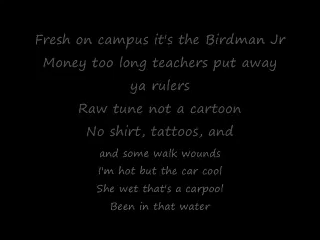 Fresh on campus it's the Birdman Jr
Money too long teachers put away
ya rulers
Raw tune not a cartoon
No shirt, tattoos, and
and some walk wounds
I'm hot but the car cool
She wet that's a carpool
Been in that water